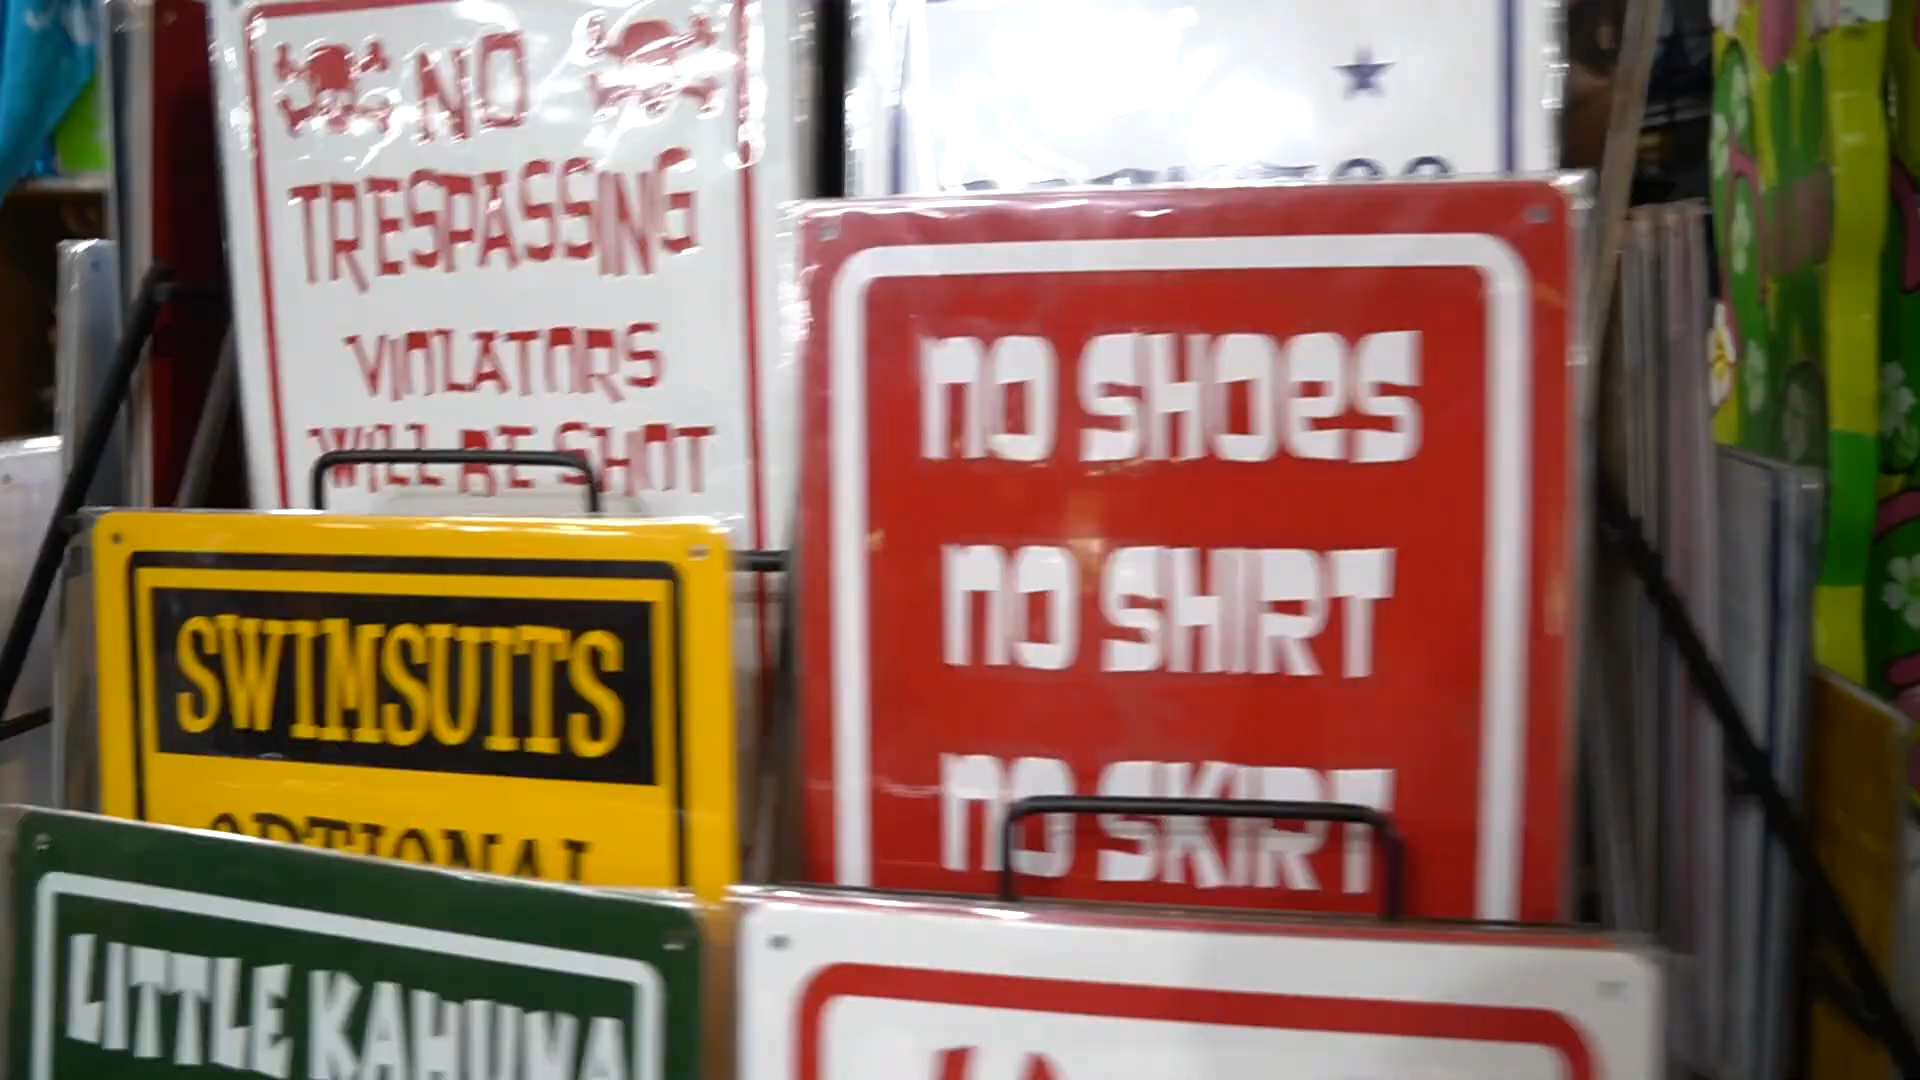 NO
TRESPASSING
VIOLATORS
WILL BE SHOT
NO SHOES
NO SHIRT
NO SKIRT
SWIMSUITS
OPTIONAL
LITTLE KAHUNA